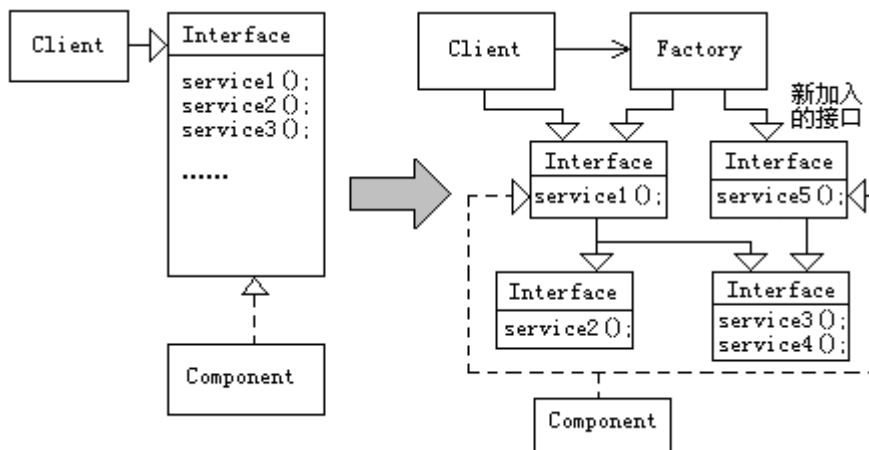 Client
Interface
service1();
service2();
service3();
......
Component
Client
Factory
新加入
的接口
Interface
service1();
Interface
service5();
Interface
service2();
Interface
service3();
service4();
Component